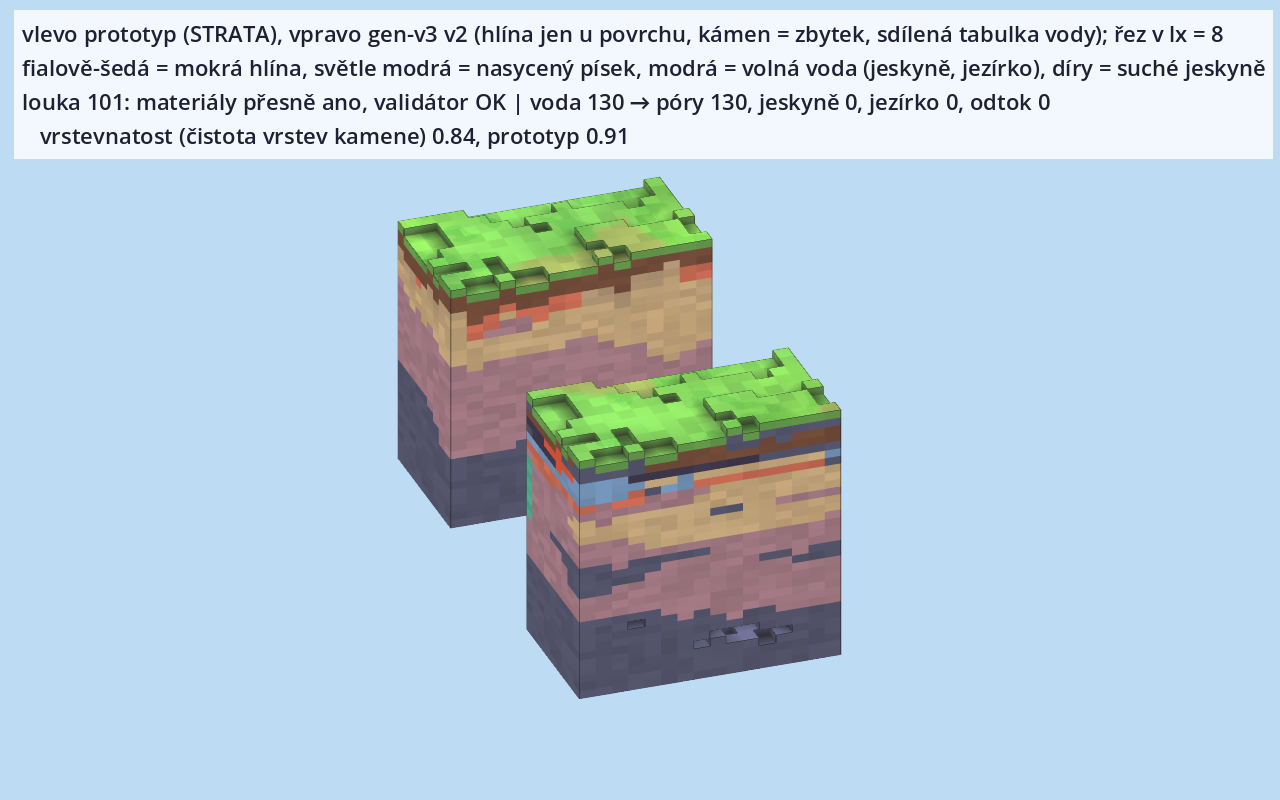 vlevo prototyp (STRATA), vpravo gen-v3 v2 (hlína jen u povrchu, kámen = zbytek, sdílená tabulka vody); řez v lx = 8
fialově-šedá = mokrá hlína, světle modrá = nasycený písek, modrá = volná voda (jeskyně, jezírko), díry = suché jeskyně
louka 101: materiály přesně ano, validátor OK | voda 130 → póry 130, jeskyně 0, jezírko 0, odtok 0
vrstevnatost (čistota vrstev kamene) 0.84, prototyp 0.91